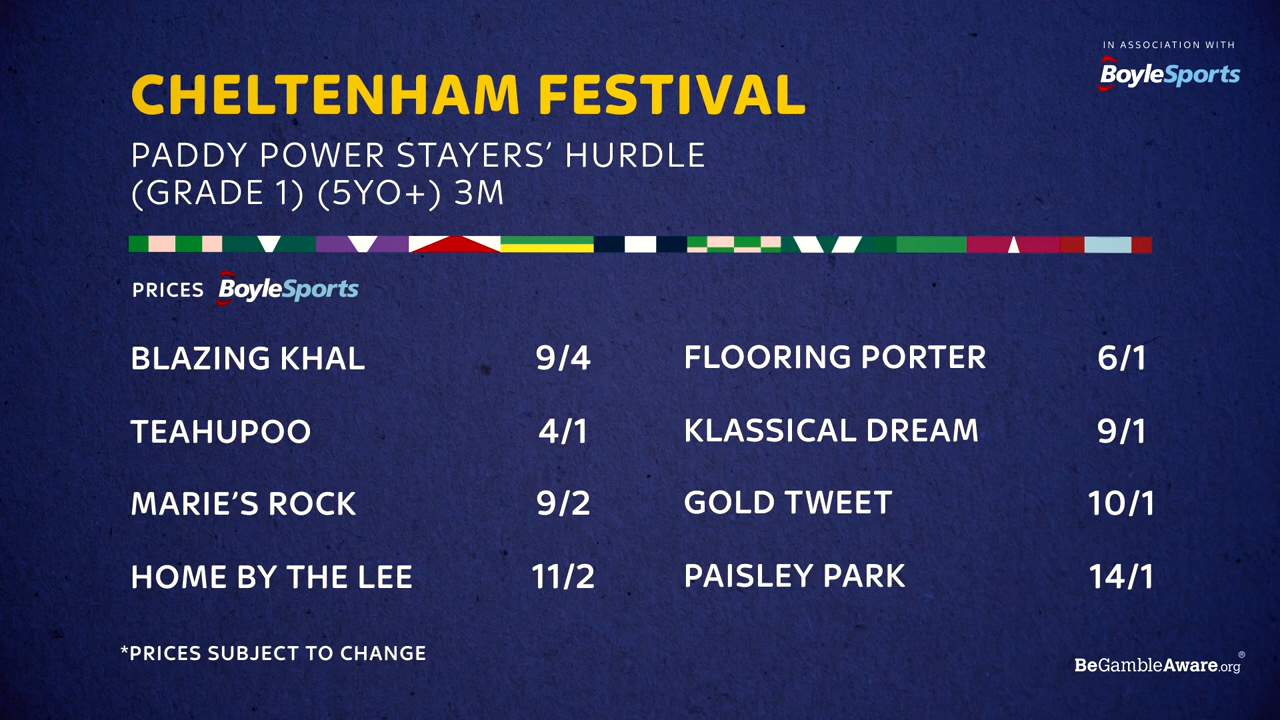 IN ASSOCIATION WITH
BoyleSports
CHELTENHAM FESTIVAL
PADDY POWER STAYERS’ HURDLE
(GRADE 1) (5YO+) 3M
PRICES BoyleSports
BLAZING KHAL 9/4
TEAHUPOO 4/1
MARIE’S ROCK 9/2
HOME BY THE LEE 11/2
FLOORING PORTER 6/1
KLASSICAL DREAM 9/1
GOLD TWEET 10/1
PAISLEY PARK 14/1
*PRICES SUBJECT TO CHANGE
BeGambleAware.org®